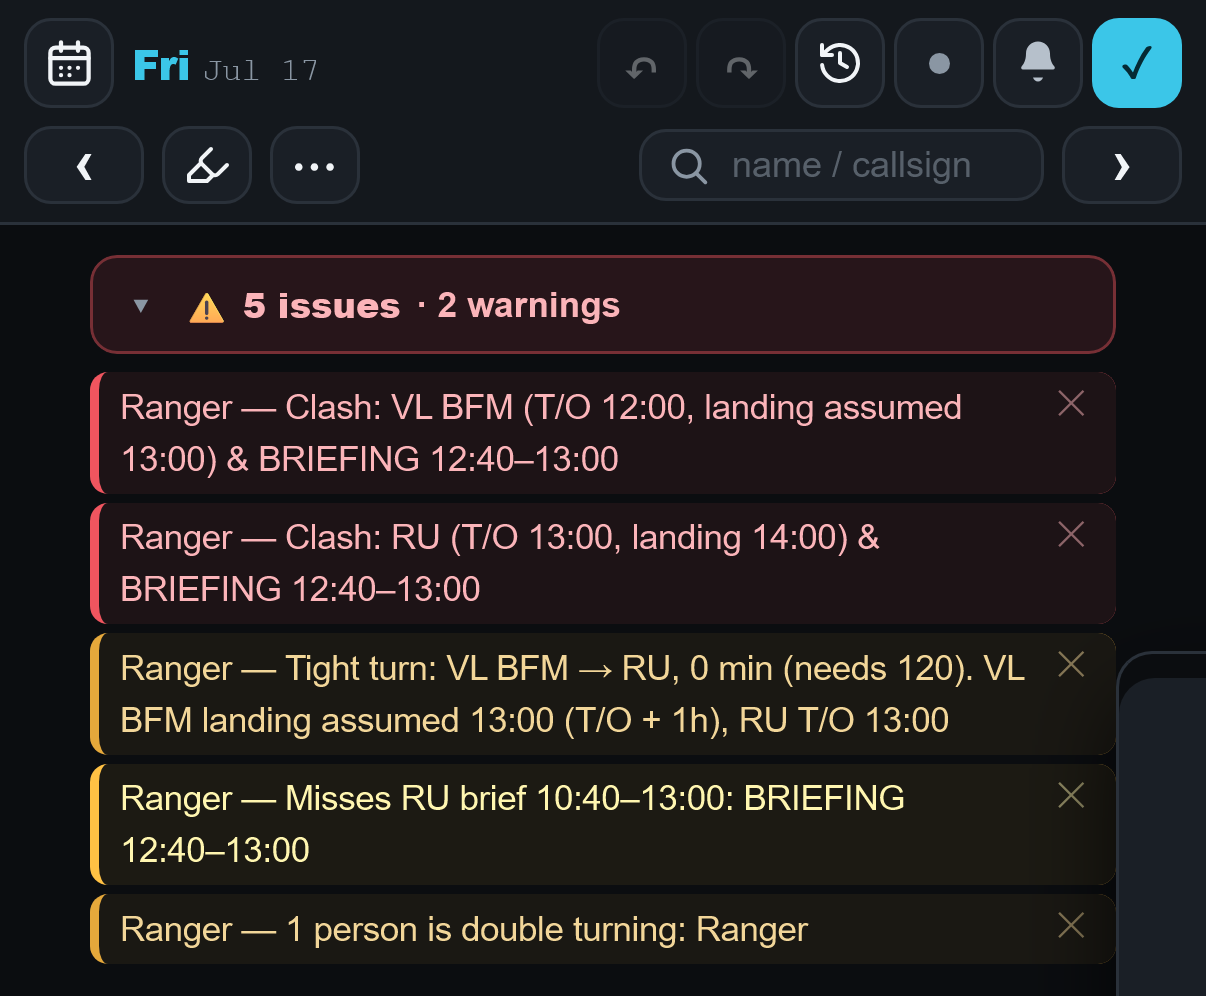 Fri Jul 17
name / callsign
5 issues · 2 warnings
Ranger — Clash: VL BFM (T/O 12:00, landing assumed
13:00) & BRIEFING 12:40–13:00
Ranger — Clash: RU (T/O 13:00, landing 14:00) &
BRIEFING 12:40–13:00
Ranger — Tight turn: VL BFM → RU, 0 min (needs 120). VL
BFM landing assumed 13:00 (T/O + 1h), RU T/O 13:00
Ranger — Misses RU brief 10:40–13:00: BRIEFING
12:40–13:00
Ranger — 1 person is double turning: Ranger